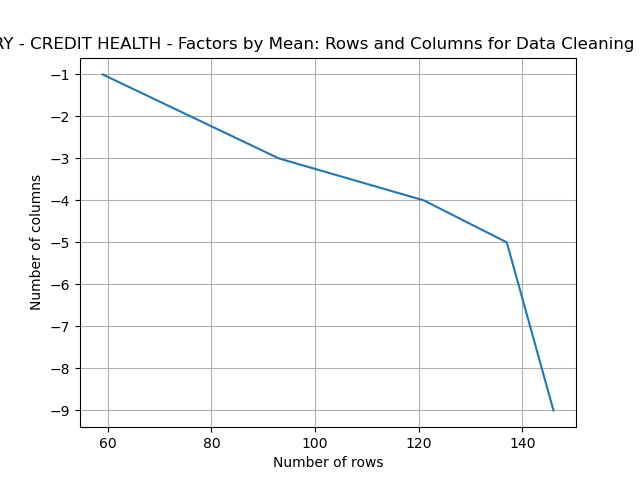 - CREDIT HEALTH - Factors by Mean: Rows and Columns for Data Cleaning
−1
−2
−3
−4
−5
−6
−7
−8
−9
Number of columns
60 80 100 120 140
Number of rows